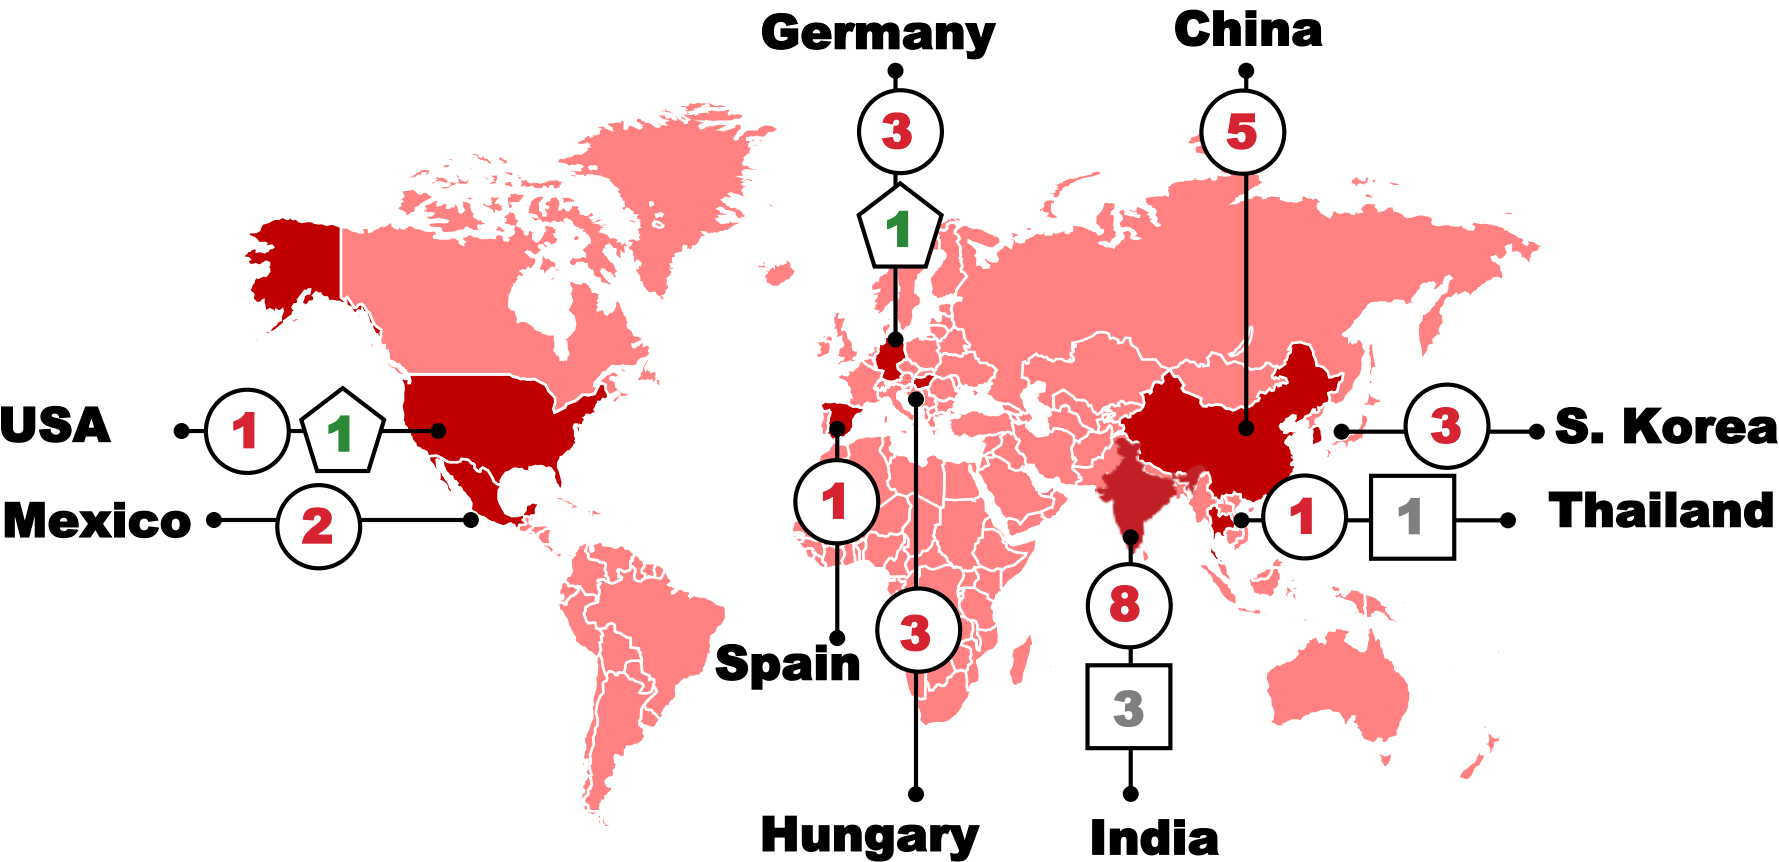 Germany
China
3
5
1
USA
1
1
3
S. Korea
Mexico
2
1
1
1
Thailand
8
Spain
3
3
Hungary
India